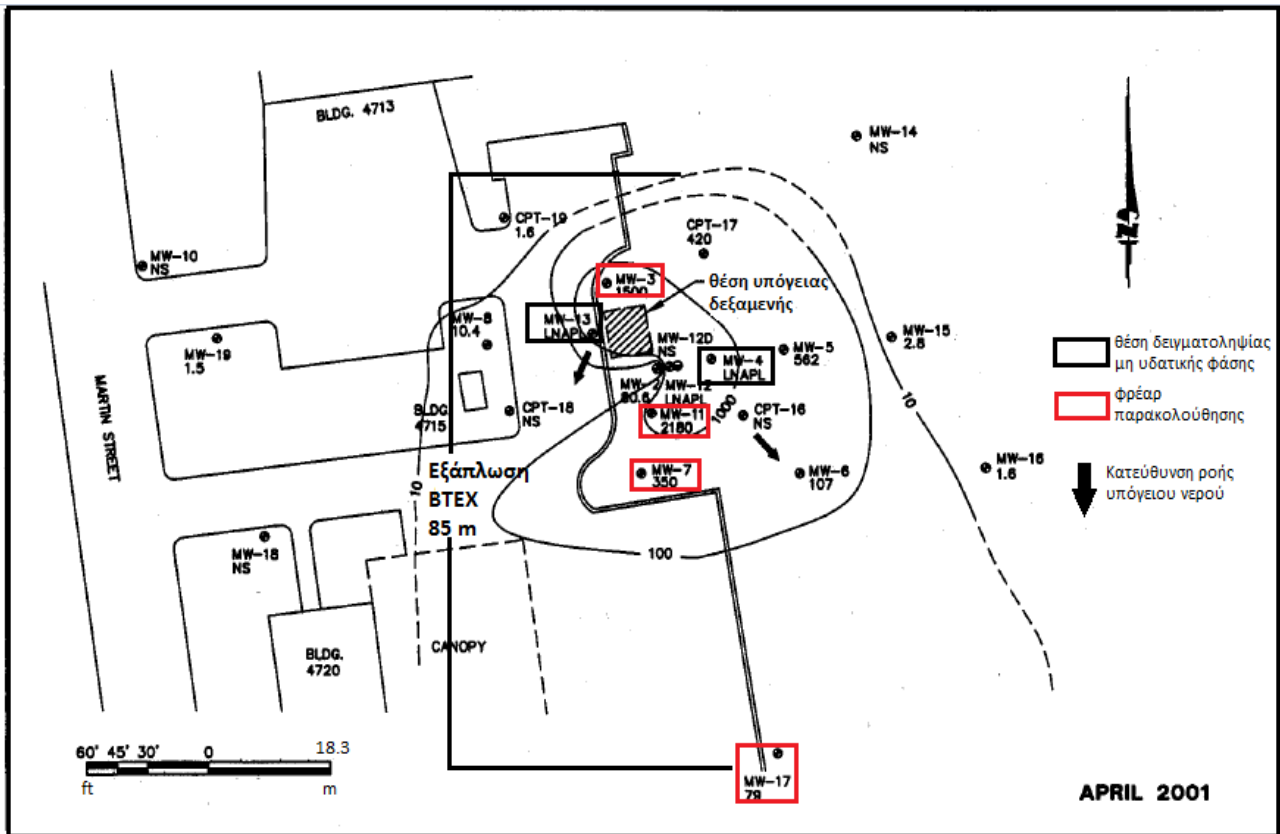 BLDG. 4713
MW-14
NS
CPT-19
1.6
CPT-17
420
MW-10
NS
MW-3
1500
θέση υπόγειας
δεξαμενής
MW-13
LNAPL
MW-8
10.4
MW-12D
NS
MW-15
2.8
MW-5
562
MW-4
LNAPL
MW-19
1.5
MW-2
80.6
MW-12
LNAPL
1000
10
MARTIN STREET
BLDG.
4715
CPT-18
NS
MW-11
2180
CPT-16
NS
θέση δειγματοληψίας
μη υδατικής φάσης
φρέαρ
παρακολούθησης
Κατεύθυνση ροής
υπόγειου νερού
Εξάπλωση
BTEX
85 m
10
MW-7
350
MW-6
107
MW-16
1.6
100
MW-18
NS
BLDG.
4720
CANOPY
60' 45' 30' 0 18.3
ft m
MW-17
79
APRIL 2001